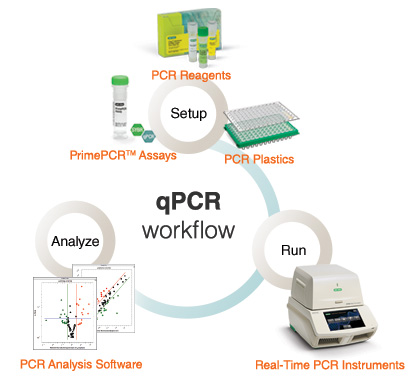 PCR Reagents
Setup
PrimePCR™ Assays
PCR Plastics
qPCR
workflow
Analyze
Run
PCR Analysis Software
Real-Time PCR Instruments